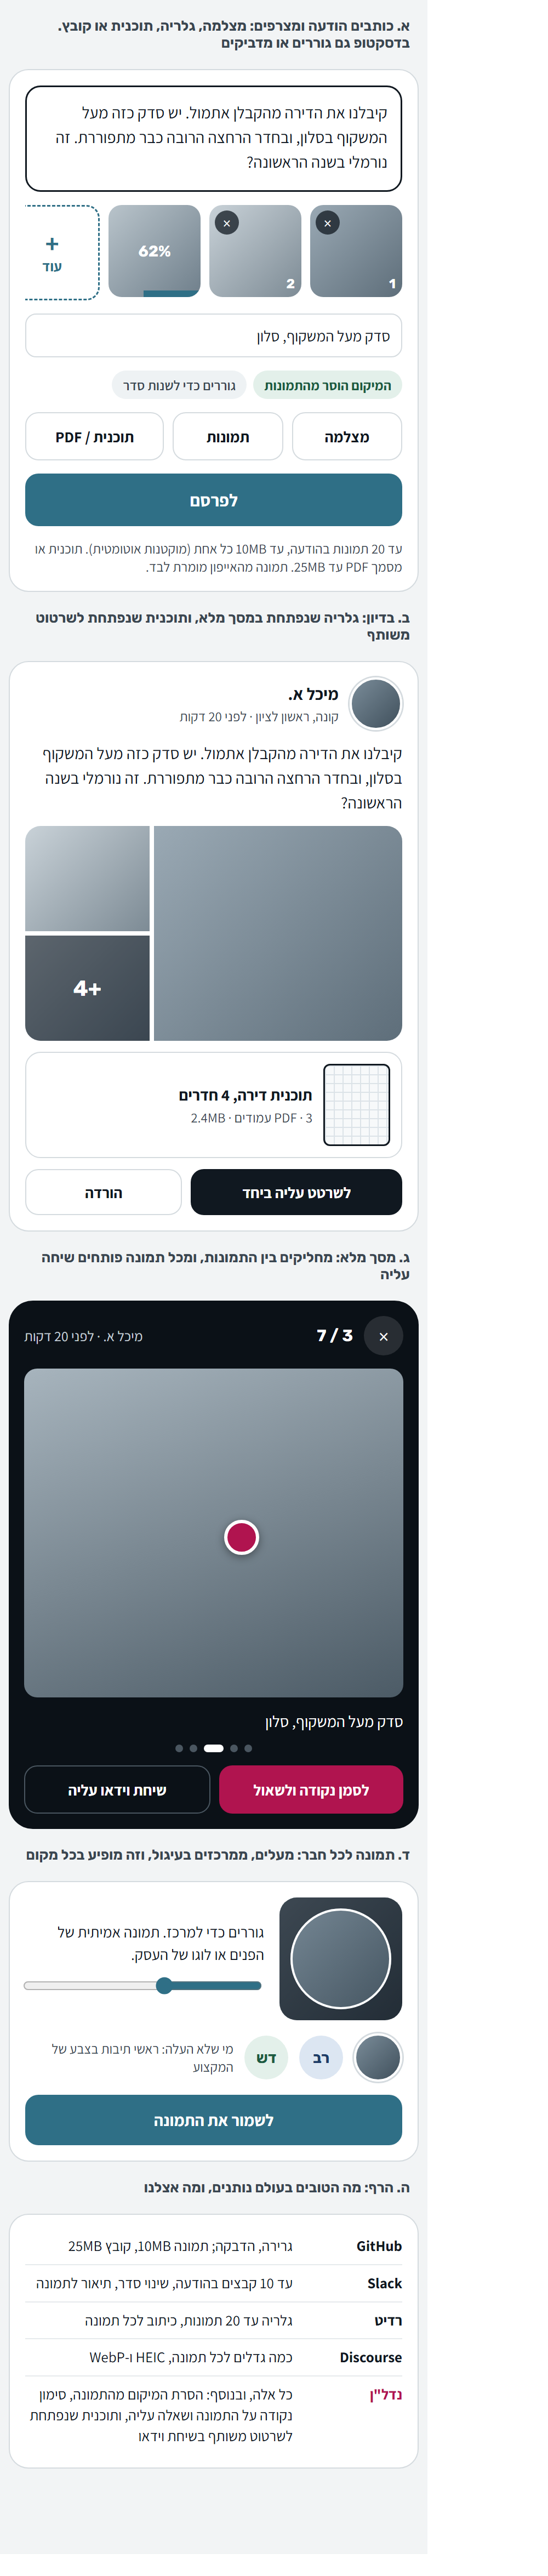 א. כותבים הודעה ומצרפים: מצלמה, גלריה, תוכנית או קובץ.
בדסקטופ גם גוררים או מדביקים
קיבלנו את הדירה מהקבלן אתמול. יש סדק כזה מעל
המשקוף בסלון, ובחדר הרחצה הרובה כבר מתפוררת. זה
נורמלי בשנה הראשונה?
×
1
×
2
62%
+
עוד
סדק מעל המשקוף, סלון
המיקום הוסר מהתמונות
גוררים כדי לשנות סדר
מצלמה
תמונות
תוכנית / PDF
לפרסם
עד 20 תמונות בהודעה, עד 10MB כל אחת (מוקטנות אוטומטית). תוכנית או
מסמך PDF עד 25MB. תמונה מהאייפון מומרת לבד.
ב. בדיון: גלריה שנפתחת במסך מלא, ותוכנית שנפתחת לשרטוט
משותף
מיכל א.
קונה, ראשון לציון · לפני 20 דקות
קיבלנו את הדירה מהקבלן אתמול. יש סדק כזה מעל המשקוף
בסלון, ובחדר הרחצה הרובה כבר מתפוררת. זה נורמלי בשנה
הראשונה?
4+
תוכנית דירה, 4 חדרים
PDF · 3 עמודים · 2.4MB
לשרטט עליה ביחד
הורדה
ג. מסך מלא: מחליקים בין התמונות, ומכל תמונה פותחים שיחה
עליה
×
3 / 7
מיכל א. · לפני 20 דקות
סדק מעל המשקוף, סלון
לסמן נקודה ולשאול
שיחת וידאו עליה
ד. תמונה לכל חבר: מעלים, ממרכזים בעיגול, וזה מופיע בכל מקום
גוררים כדי למרכז. תמונה אמיתית של
הפנים או לוגו של העסק.
רב
דש
מי שלא העלה: ראשי תיבות בצבע של
המקצוע
לשמור את התמונה
ה. הרף: מה הטובים בעולם נותנים, ומה אצלנו
GitHub
גרירה, הדבקה; תמונה 10MB, קובץ 25MB
Slack
עד 10 קבצים בהודעה, שינוי סדר, תיאור לתמונה
רדיט
גלריה עד 20 תמונות, כיתוב לכל תמונה
Discourse
כמה גדלים לכל תמונה, HEIC ו-WebP
נדל"ן
כל אלה, ובנוסף: הסרת המיקום מהתמונה, סימון
נקודה על התמונה ושאלה עליה, ותוכנית שנפתחת
לשרטוט משותף בשיחת וידאו